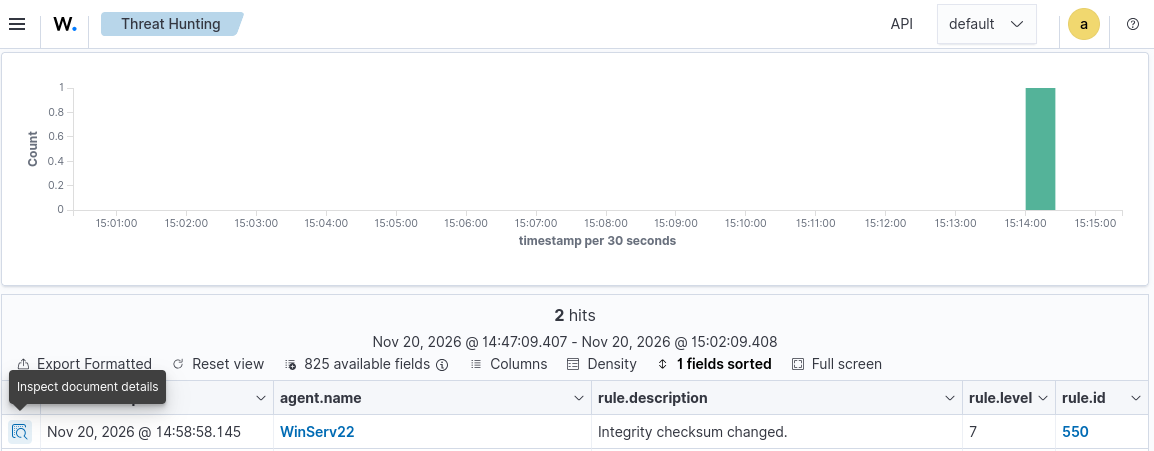 W. Threat Hunting API default a
1
0.8
0.6
0.4
0.2
0
Count
15:01:00 15:02:00 15:03:00 15:04:00 15:05:00 15:06:00 15:07:00 15:08:00 15:09:00 15:10:00 15:11:00 15:12:00 15:13:00 15:14:00 15:15:00
timestamp per 30 seconds
2 hits
Nov 20, 2026 @ 14:47:09.407 - Nov 20, 2026 @ 15:02:09.408
Export Formatted Reset view 825 available fields Columns Density 1 fields sorted Full screen
Inspect document details
agent.name rule.description rule.level rule.id
Nov 20, 2026 @ 14:58:58.145 WinServ22 Integrity checksum changed. 7 550